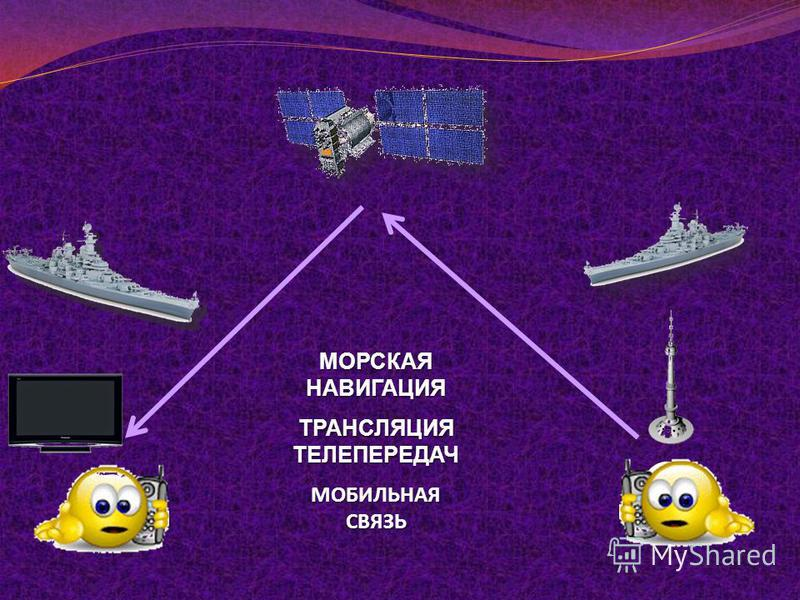 МОРСКАЯ
НАВИГАЦИЯ
ТРАНСЛЯЦИЯ
ТЕЛЕПЕРЕДАЧ
МОБИЛЬНАЯ
СВЯЗЬ
MyShared